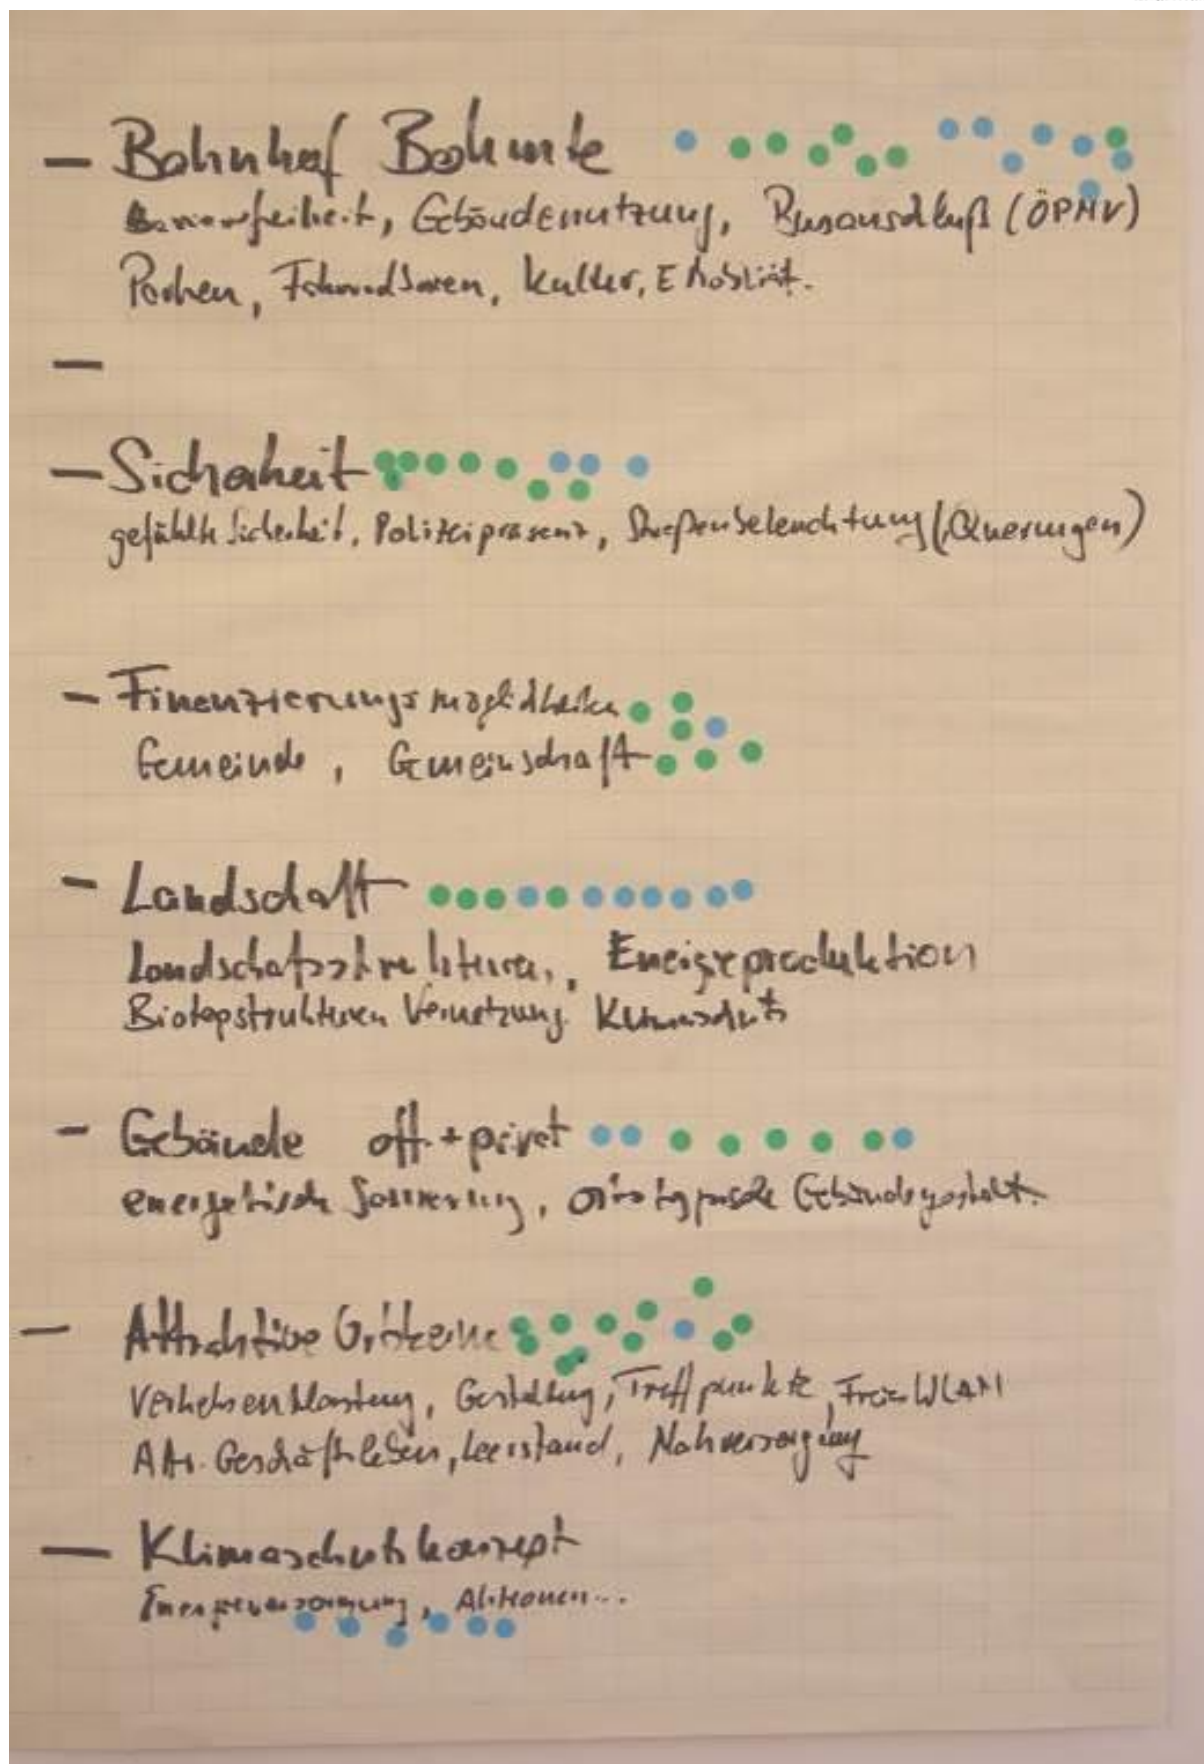 – Bahnhof Bohmte
Barrierefreiheit, Gebäudenutzung, Busanschluß (ÖPNV)
Parken, Fahrradboxen, Kultur, E Mobilität.
–
– Sicherheit
gefühlte Sicherheit, Polizeipräsenz, Straßenbeleuchtung (Querungen)
– Finanzierungsmöglichkeiten
Gemeinde, Gemeinschaft
– Landschaft
Landschaftsstrukturen, Energieproduktion
Biotopstrukturen Vernetzung Klimaschutz
– Gebäude öff. + privat
energetische Sanierung, ortstypische Gebäudegestalt.
– Attraktive Ortskerne
Verkehrsentlastung, Gestaltung, Treffpunkte, Freies WLAN
Attr. Geschäftsleben, Leerstand, Nahversorgung
– Klimaschutzkonzept
Energieversorgung, Aktionen...